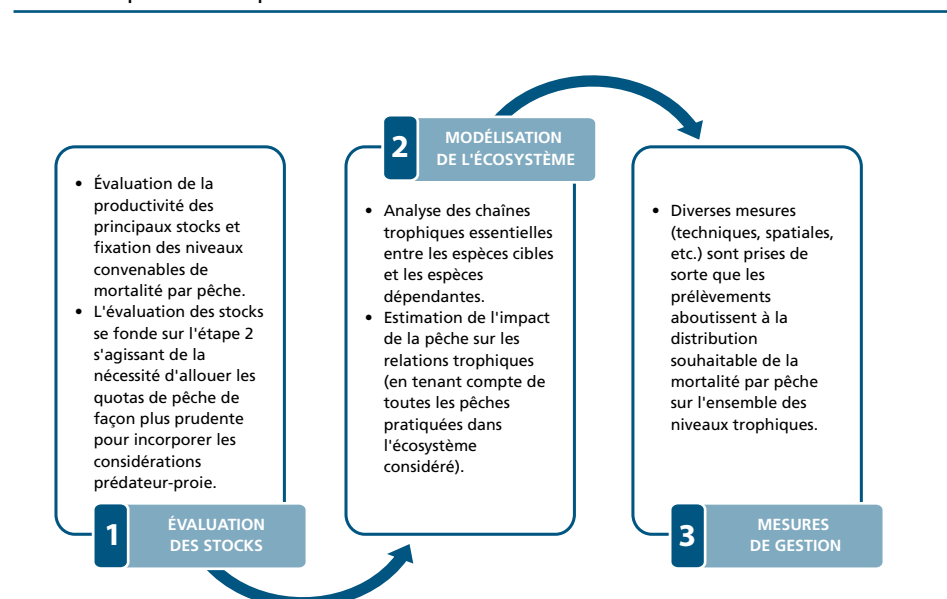 • Évaluation de la
productivité des
principaux stocks et
fixation des niveaux
convenables de
mortalité par pêche.
• L'évaluation des stocks
se fonde sur l'étape 2
s'agissant de la
nécessité d'allouer les
quotas de pêche de
façon plus prudente
pour incorporer les
considérations
prédateur-proie.
1
ÉVALUATION
DES STOCKS
2
MODÉLISATION
DE L'ÉCOSYSTÈME
• Analyse des chaînes
trophiques essentielles
entre les espèces cibles
et les espèces
dépendantes.
• Estimation de l'impact
de la pêche sur les
relations trophiques
(en tenant compte de
toutes les pêches
pratiquées dans
l'écosystème
considéré).
• Diverses mesures
(techniques, spatiales,
etc.) sont prises de
sorte que les
prélèvements
aboutissent à la
distribution
souhaitable de la
mortalité par pêche
sur l'ensemble des
niveaux trophiques.
3
MESURES
DE GESTION